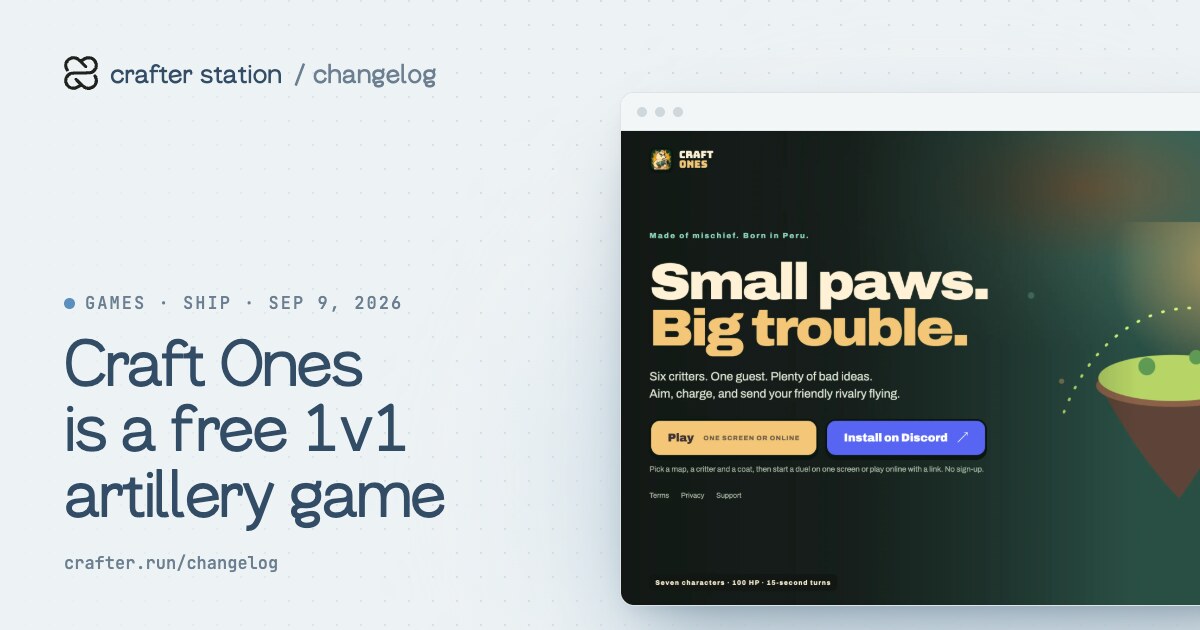 crafter station / changelog
GAMES · SHIP · SEP 9, 2026
Craft Ones
is a free 1v1
artillery game
crafter.run/changelog
CRAFT
ONES
Made of mischief. Born in Peru.
Small paws.
Big trouble.
Six critters. One guest. Plenty of bad ideas.
Aim, charge, and send your friendly rivalry flying.
Play ONE SCREEN OR ONLINE
Install on Discord ↗
Pick a map, a critter and a coat, then start a duel on one screen or play online with a link. No sign-up.
Terms Privacy Support
Seven characters · 100 HP · 15-second turns